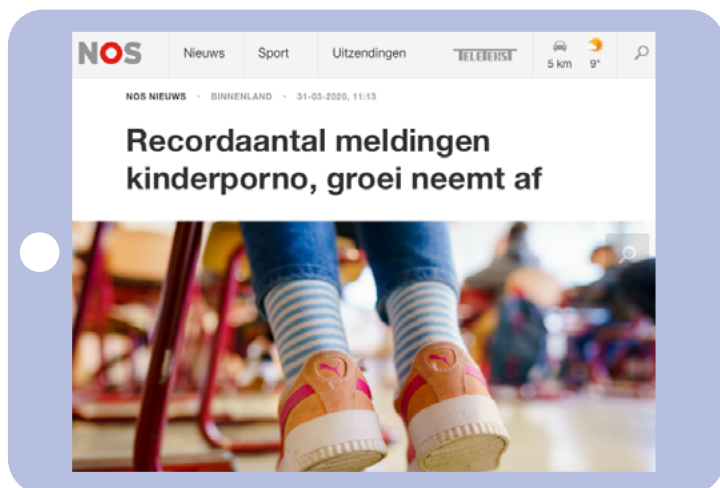 NOS Nieuws Sport Uitzendingen TELETEKST 5 km 9°
NOS NIEUWS · BINNENLAND · 31-03-2020, 11:13
Recordaantal meldingen
kinderporno, groei neemt af